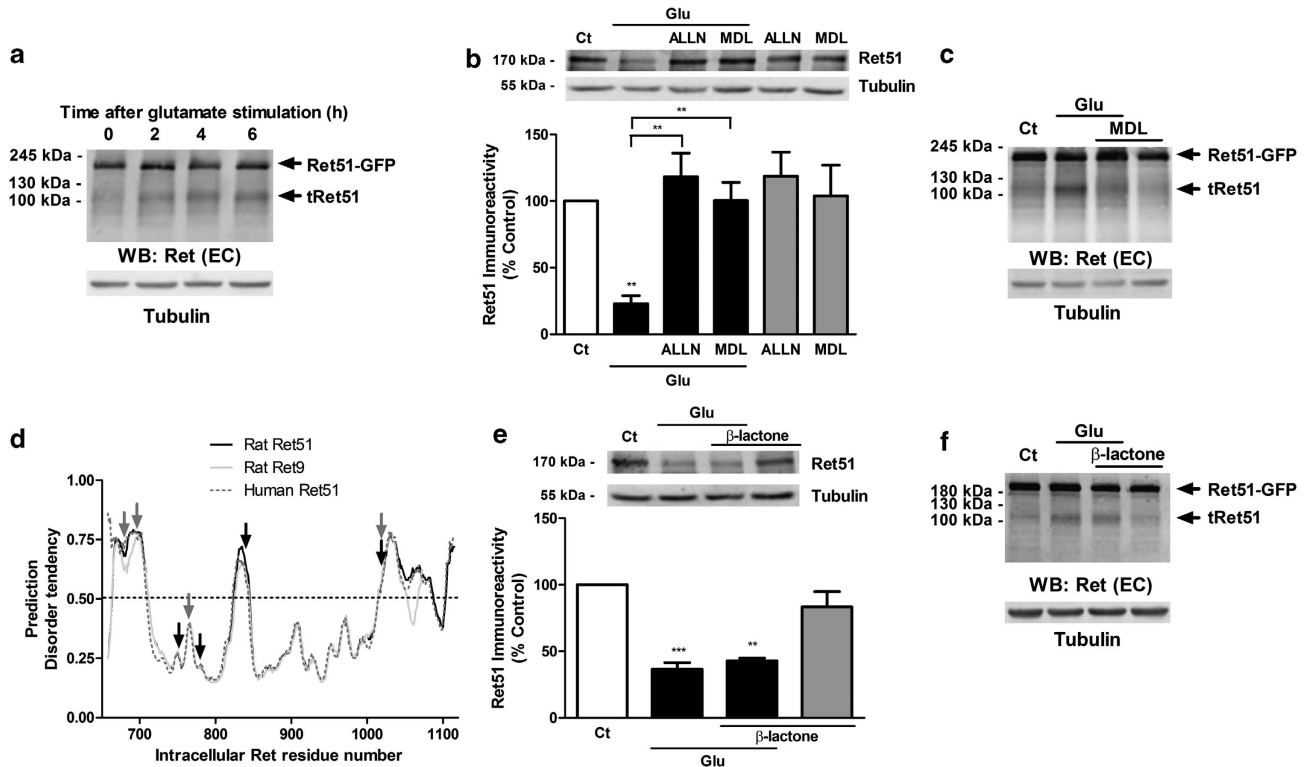 a
Time after glutamate stimulation (h)
0 2 4 6
245 kDa -
130 kDa -
100 kDa -
Ret51-GFP
tRet51
WB: Ret (EC)
Tubulin
b
Glu
Ct ALLN MDL ALLN MDL
170 kDa -
Ret51
55 kDa -
Tubulin
**
**
**
Ret51 Immunoreactivity
(% Control)
150
100
50
0
Ct ALLN MDL ALLN MDL
Glu
c
Glu
Ct MDL
245 kDa -
130 kDa -
100 kDa -
Ret51-GFP
tRet51
WB: Ret (EC)
Tubulin
d
Rat Ret51
Rat Ret9
Human Ret51
Prediction
Disorder tendency
1.00
0.75
0.50
0.25
0.00
700 800 900 1000 1100
Intracellular Ret residue number
e
Glu
Ct β-lactone
170 kDa -
Ret51
55 kDa -
Tubulin
Ret51 Immunoreactivity
(% Control)
150
100
50
0
***
**
Ct
β-lactone
Glu
f
Glu
Ct β-lactone
180 kDa -
130 kDa -
100 kDa -
Ret51-GFP
tRet51
WB: Ret (EC)
Tubulin